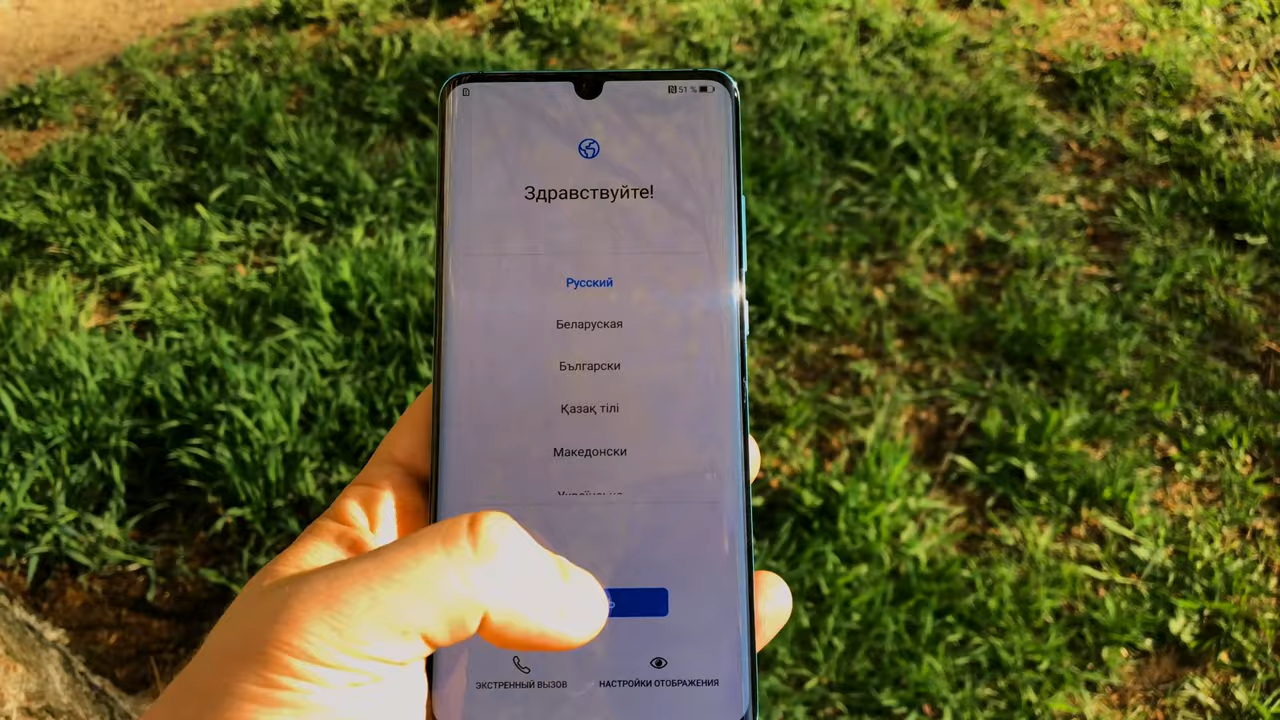 51 %
Здравствуйте!
Русский
Беларуская
Български
Қазақ тілі
Македонски
ЭКСТРЕННЫЙ ВЫЗОВ
НАСТРОЙКИ ОТОБРАЖЕНИЯ